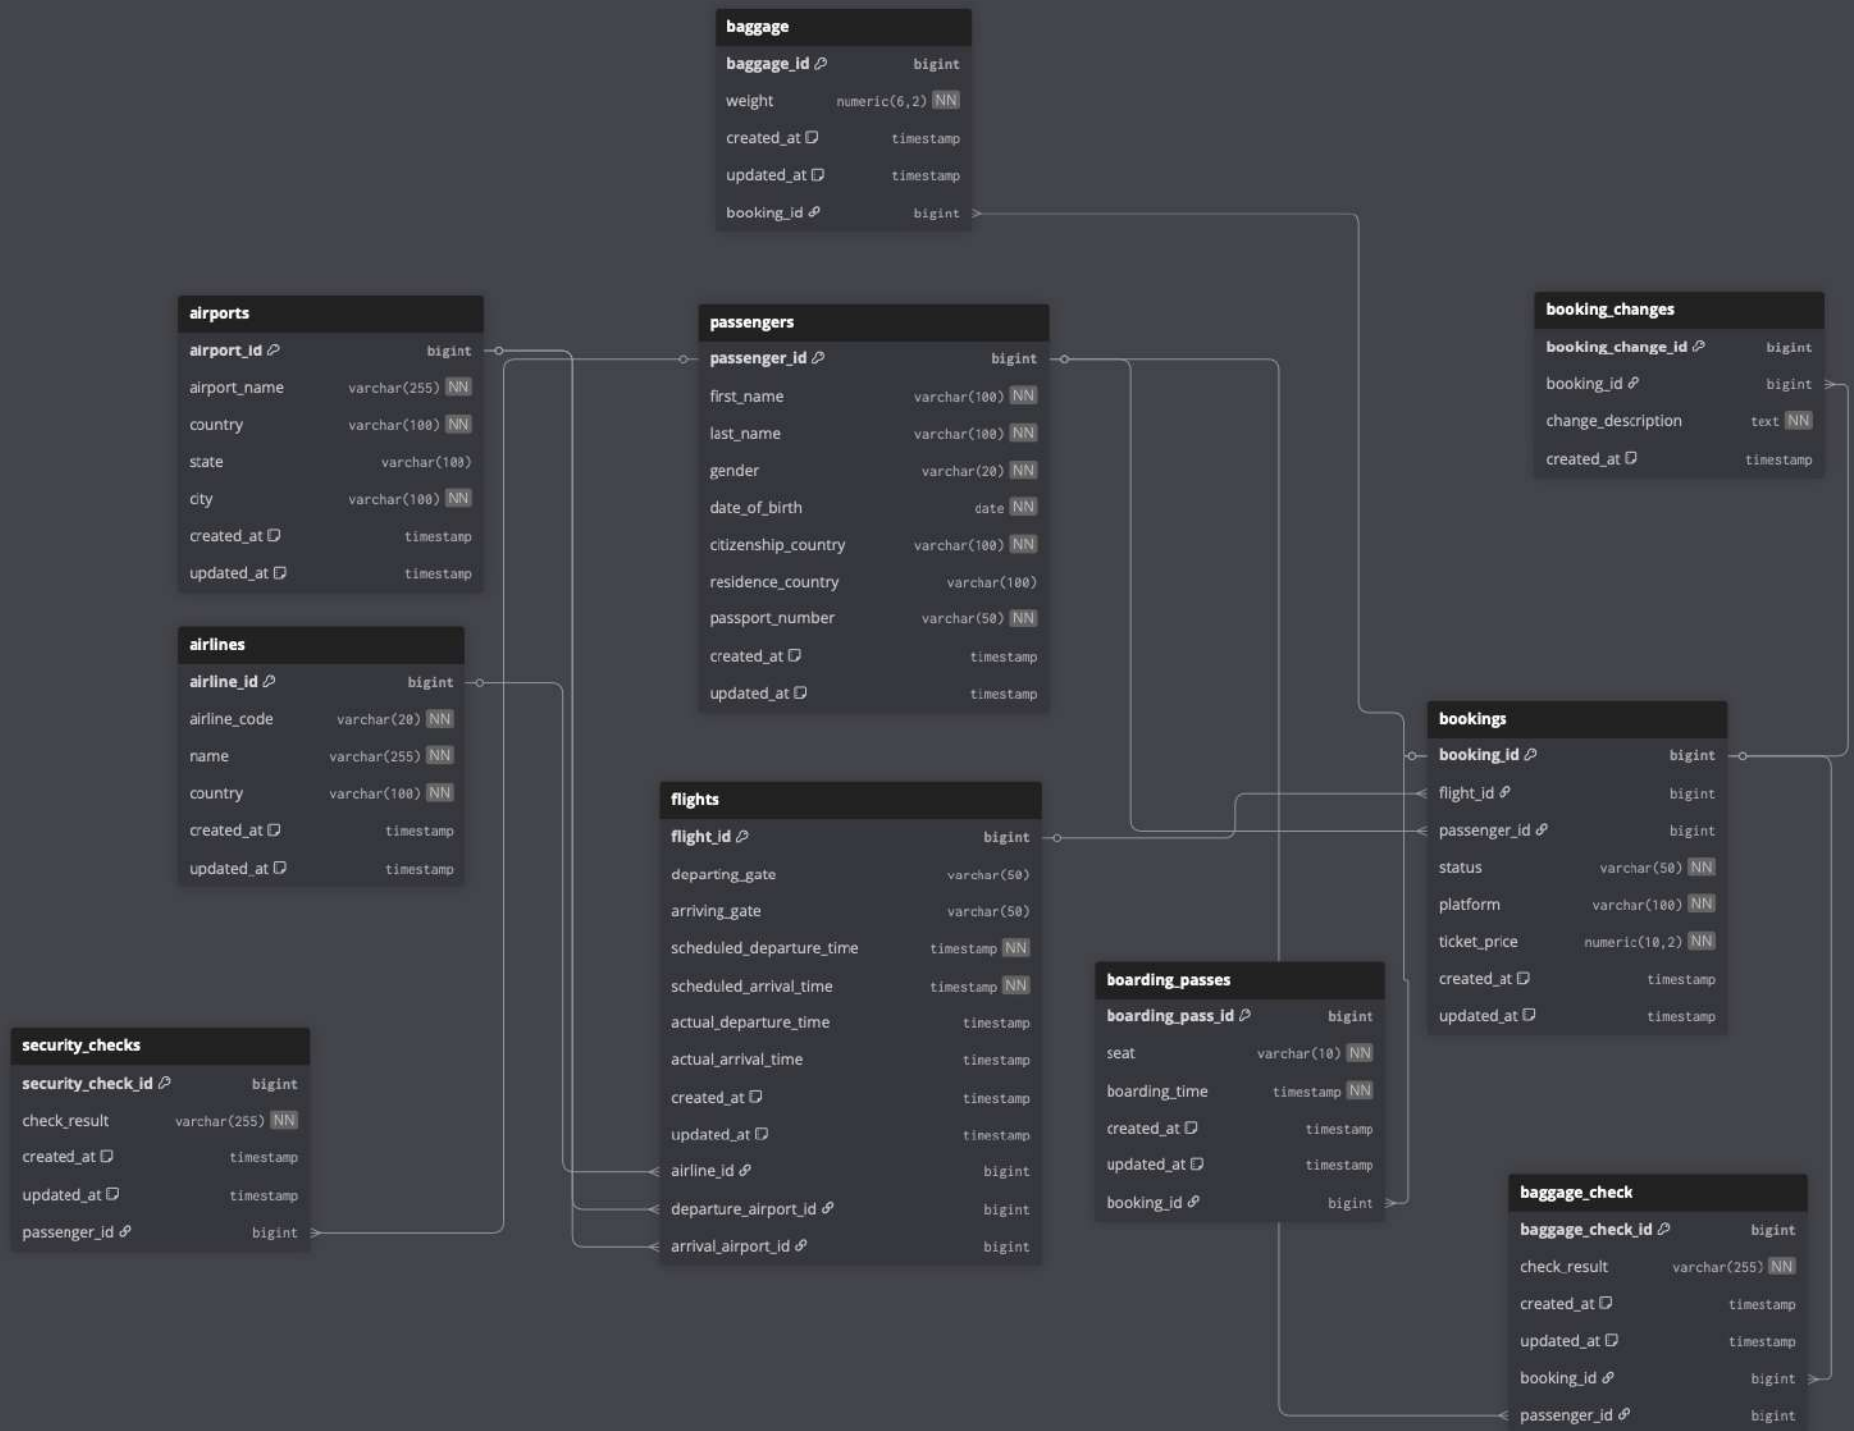 baggage
baggage_id bigint
weight numeric(6,2) NN
created_at timestamp
updated_at timestamp
booking_id bigint
airports
airport_id bigint
airport_name varchar(255) NN
country varchar(100) NN
state varchar(100)
city varchar(100) NN
created_at timestamp
updated_at timestamp
passengers
passenger_id bigint
first_name varchar(100) NN
last_name varchar(100) NN
gender varchar(20) NN
date_of_birth date NN
citizenship_country varchar(100) NN
residence_country varchar(100)
passport_number varchar(50) NN
created_at timestamp
updated_at timestamp
booking_changes
booking_change_id bigint
booking_id bigint
change_description text NN
created_at timestamp
airlines
airline_id bigint
airline_code varchar(20) NN
name varchar(255) NN
country varchar(100) NN
created_at timestamp
updated_at timestamp
flights
flight_id bigint
departing_gate varchar(50)
arriving_gate varchar(50)
scheduled_departure_time timestamp NN
scheduled_arrival_time timestamp NN
actual_departure_time timestamp
actual_arrival_time timestamp
created_at timestamp
updated_at timestamp
airline_id bigint
departure_airport_id bigint
arrival_airport_id bigint
bookings
booking_id bigint
flight_id bigint
passenger_id bigint
status varchar(50) NN
platform varchar(100) NN
ticket_price numeric(10,2) NN
created_at timestamp
updated_at timestamp
boarding_passes
boarding_pass_id bigint
seat varchar(10) NN
boarding_time timestamp NN
created_at timestamp
updated_at timestamp
booking_id bigint
security_checks
security_check_id bigint
check_result varchar(255) NN
created_at timestamp
updated_at timestamp
passenger_id bigint
baggage_check
baggage_check_id bigint
check_result varchar(255) NN
created_at timestamp
updated_at timestamp
booking_id bigint
passenger_id bigint